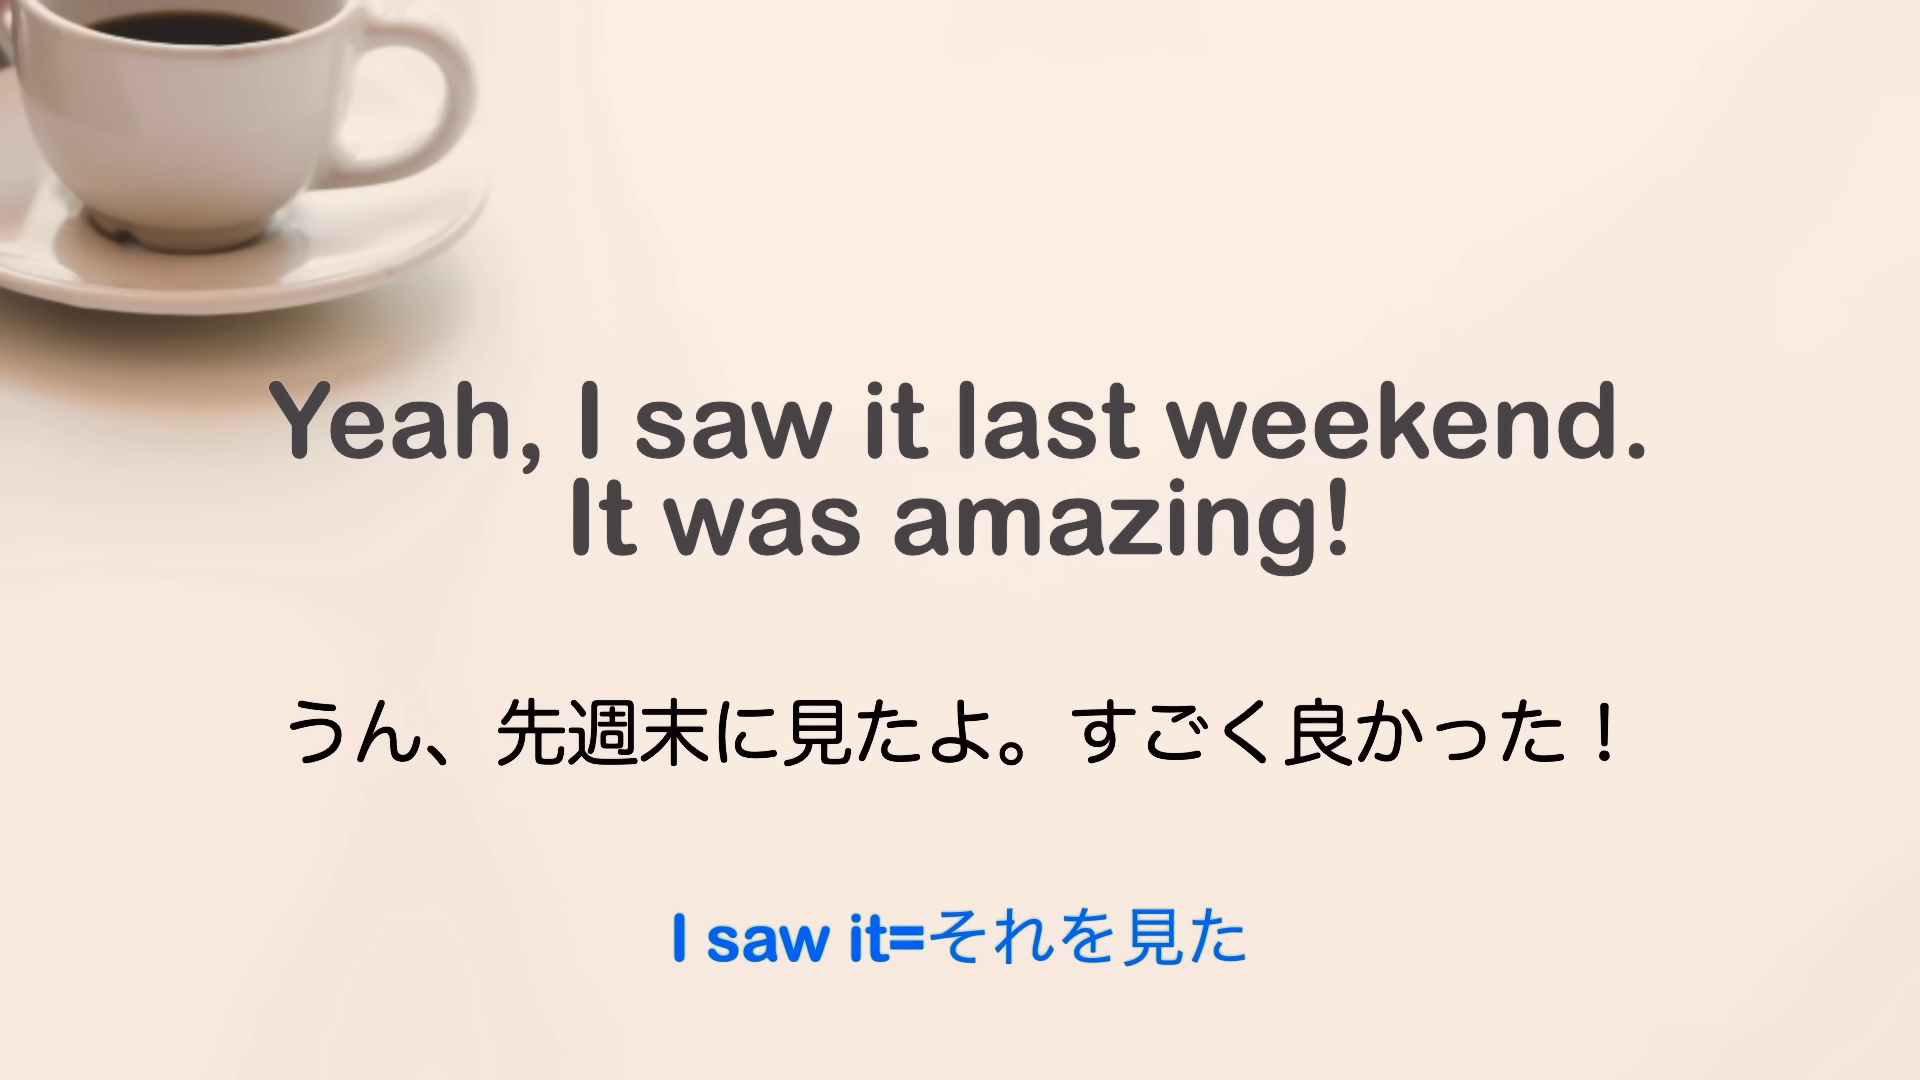 Yeah, I saw it last weekend.
It was amazing!
うん、先週末に見たよ。すごく良かった！
I saw it=それを見た